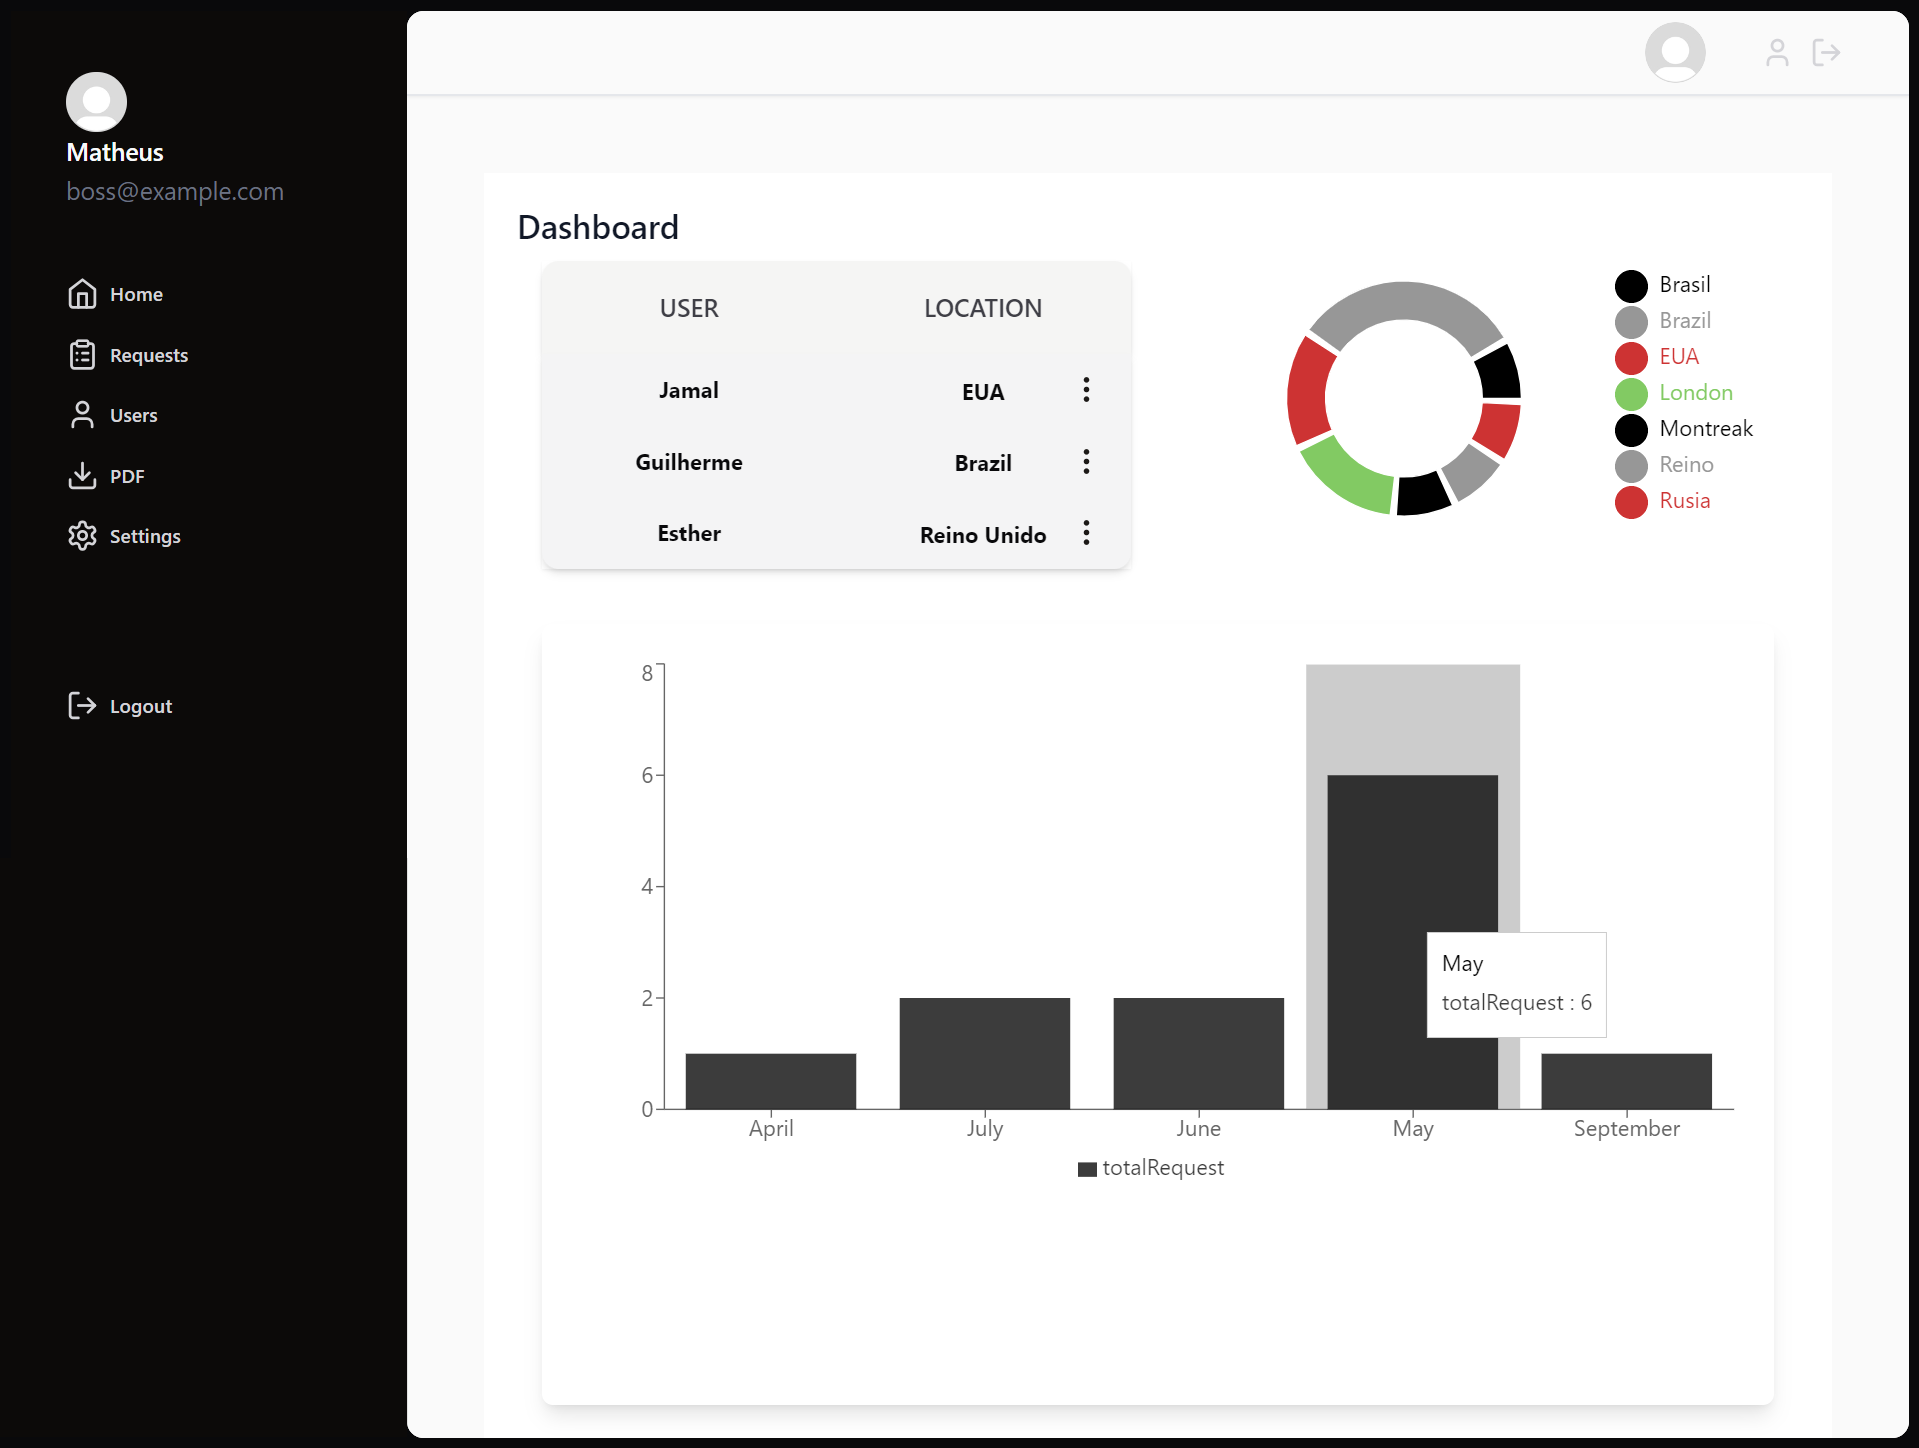 Matheus
boss@example.com
Home
Requests
Users
PDF
Settings
Logout
Dashboard
USER LOCATION
Jamal EUA
Guilherme Brazil
Esther Reino Unido
Brasil
Brazil
EUA
London
Montreak
Reino
Rusia
8
6
4
2
0
May
totalRequest : 6
April July June May September
totalRequest